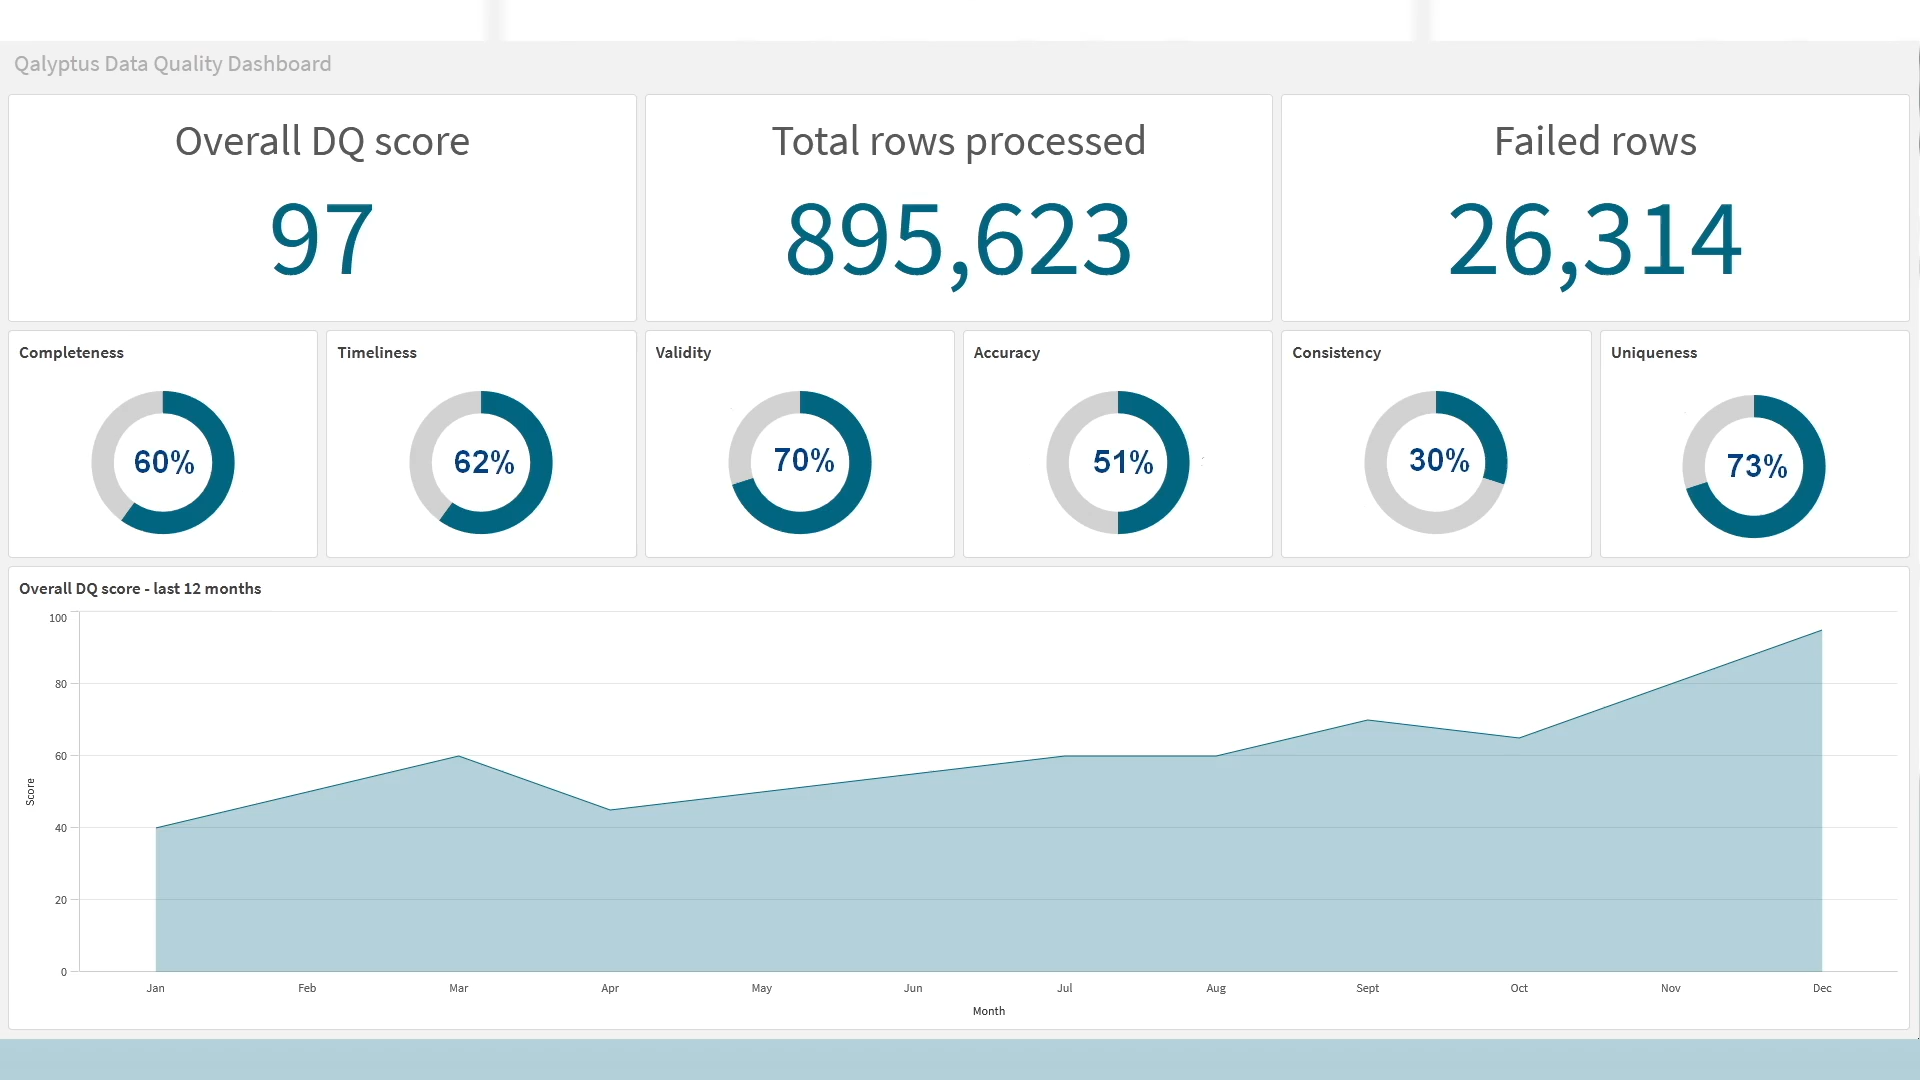 Qalyptus Data Quality Dashboard
Overall DQ score
97
Total rows processed
895,623
Failed rows
26,314
Completeness
60%
Timeliness
62%
Validity
70%
Accuracy
51%
Consistency
30%
Uniqueness
73%
Overall DQ score - last 12 months
100
80
60
40
20
0
Score
Jan Feb Mar Apr May Jun Jul Aug Sept Oct Nov Dec
Month